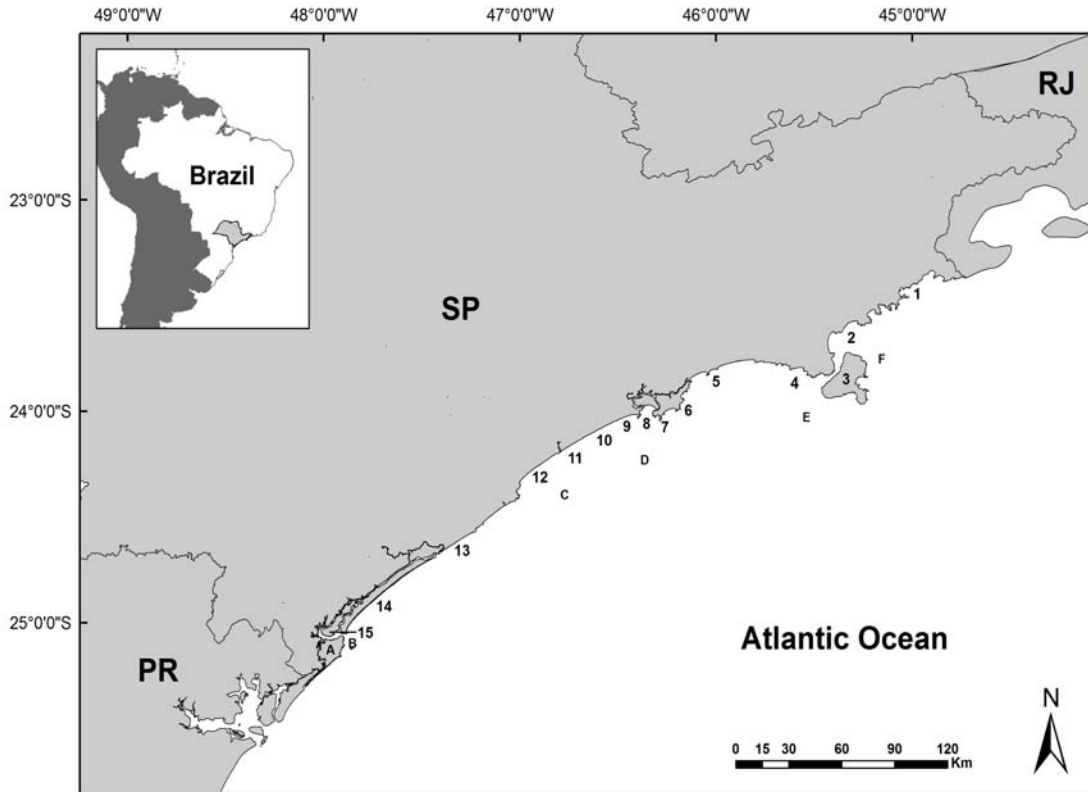 49°0'0"W 48°0'0"W 47°0'0"W 46°0'0"W 45°0'0"W
RJ
Brazil
23°0'0"S
1
SP
2
F
3
5
4
24°0'0"S
6
E
9 8 7
10
D
11
12
C
13
14
25°0'0"S
15
B
A
Atlantic Ocean
PR
N
0 15 30 60 90 120
Km